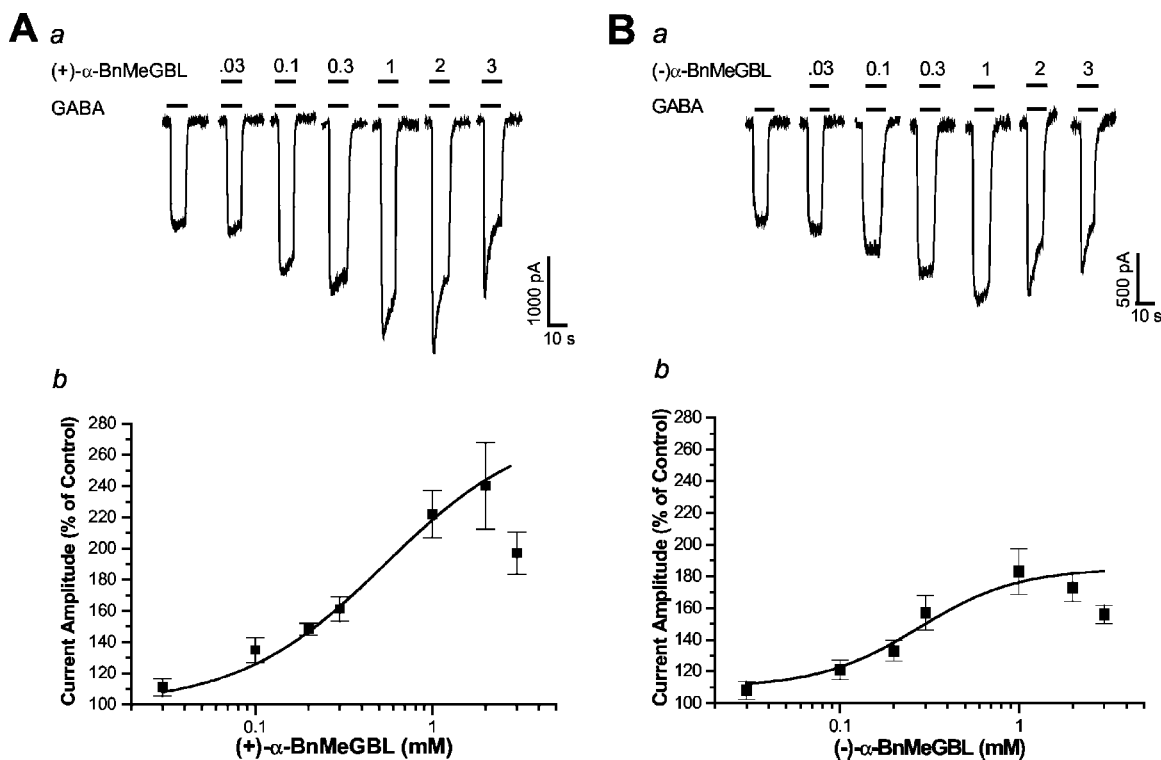 A a
(+)-α-BnMeGBL .03 0.1 0.3 1 2 3
GABA
1000 pA
10 s
b
Current Amplitude (% of Control)
280
260
240
220
200
180
160
140
120
100
0.1 1
(+)-α-BnMeGBL (mM)
B a
(-)α-BnMeGBL .03 0.1 0.3 1 2 3
GABA
500 pA
10 s
b
Current Amplitude (% of Control)
280
260
240
220
200
180
160
140
120
100
0.1 1
(-)-α-BnMeGBL (mM)